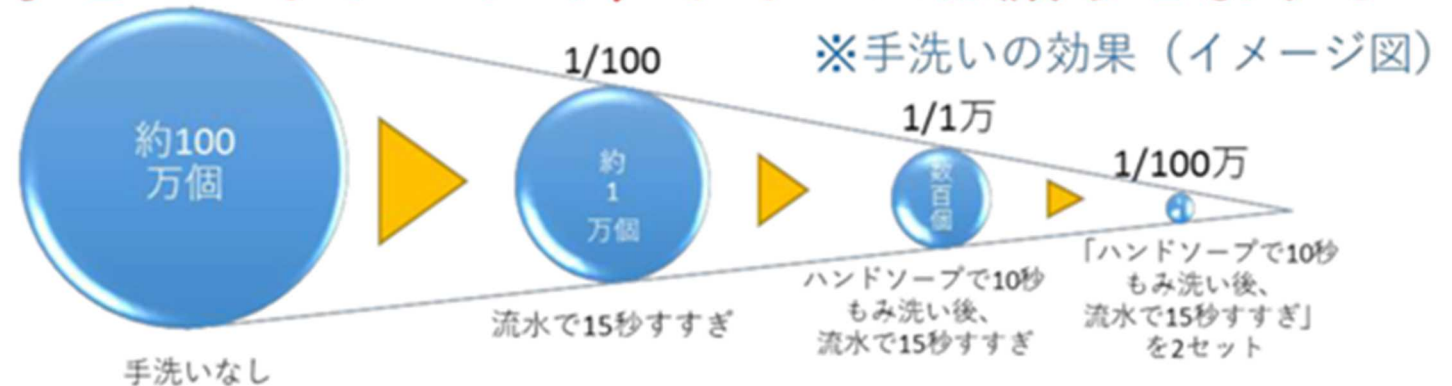 ※手洗いの効果（イメージ図）
1/100
1/1万
1/100万
約100
万個
約
1
万個
数
百
個
手洗いなし
流水で15秒すすぎ
ハンドソープで10秒
もみ洗い後、
流水で15秒すすぎ
「ハンドソープで10秒
もみ洗い後、
流水で15秒すすぎ」
を2セット